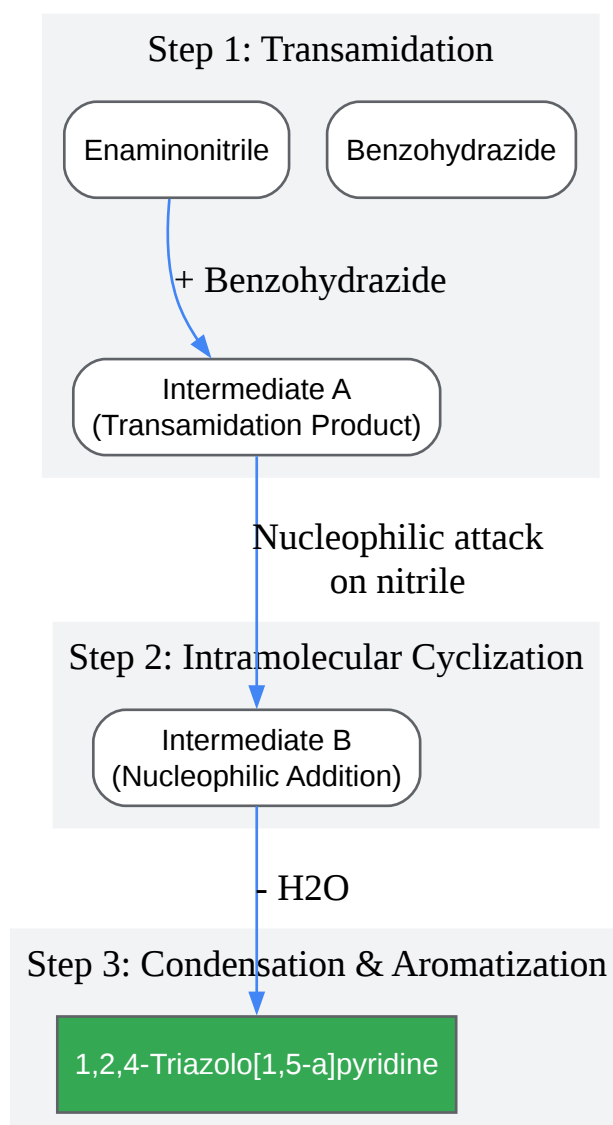 Step 1: Transamidation
Enaminonitrile
Benzohydrazide
+ Benzohydrazide
Intermediate A
(Transamidation Product)
Nucleophilic attack
on nitrile
Step 2: Intramolecular Cyclization
Intermediate B
(Nucleophilic Addition)
- H2O
Step 3: Condensation & Aromatization
1,2,4-Triazolo[1,5-a]pyridine